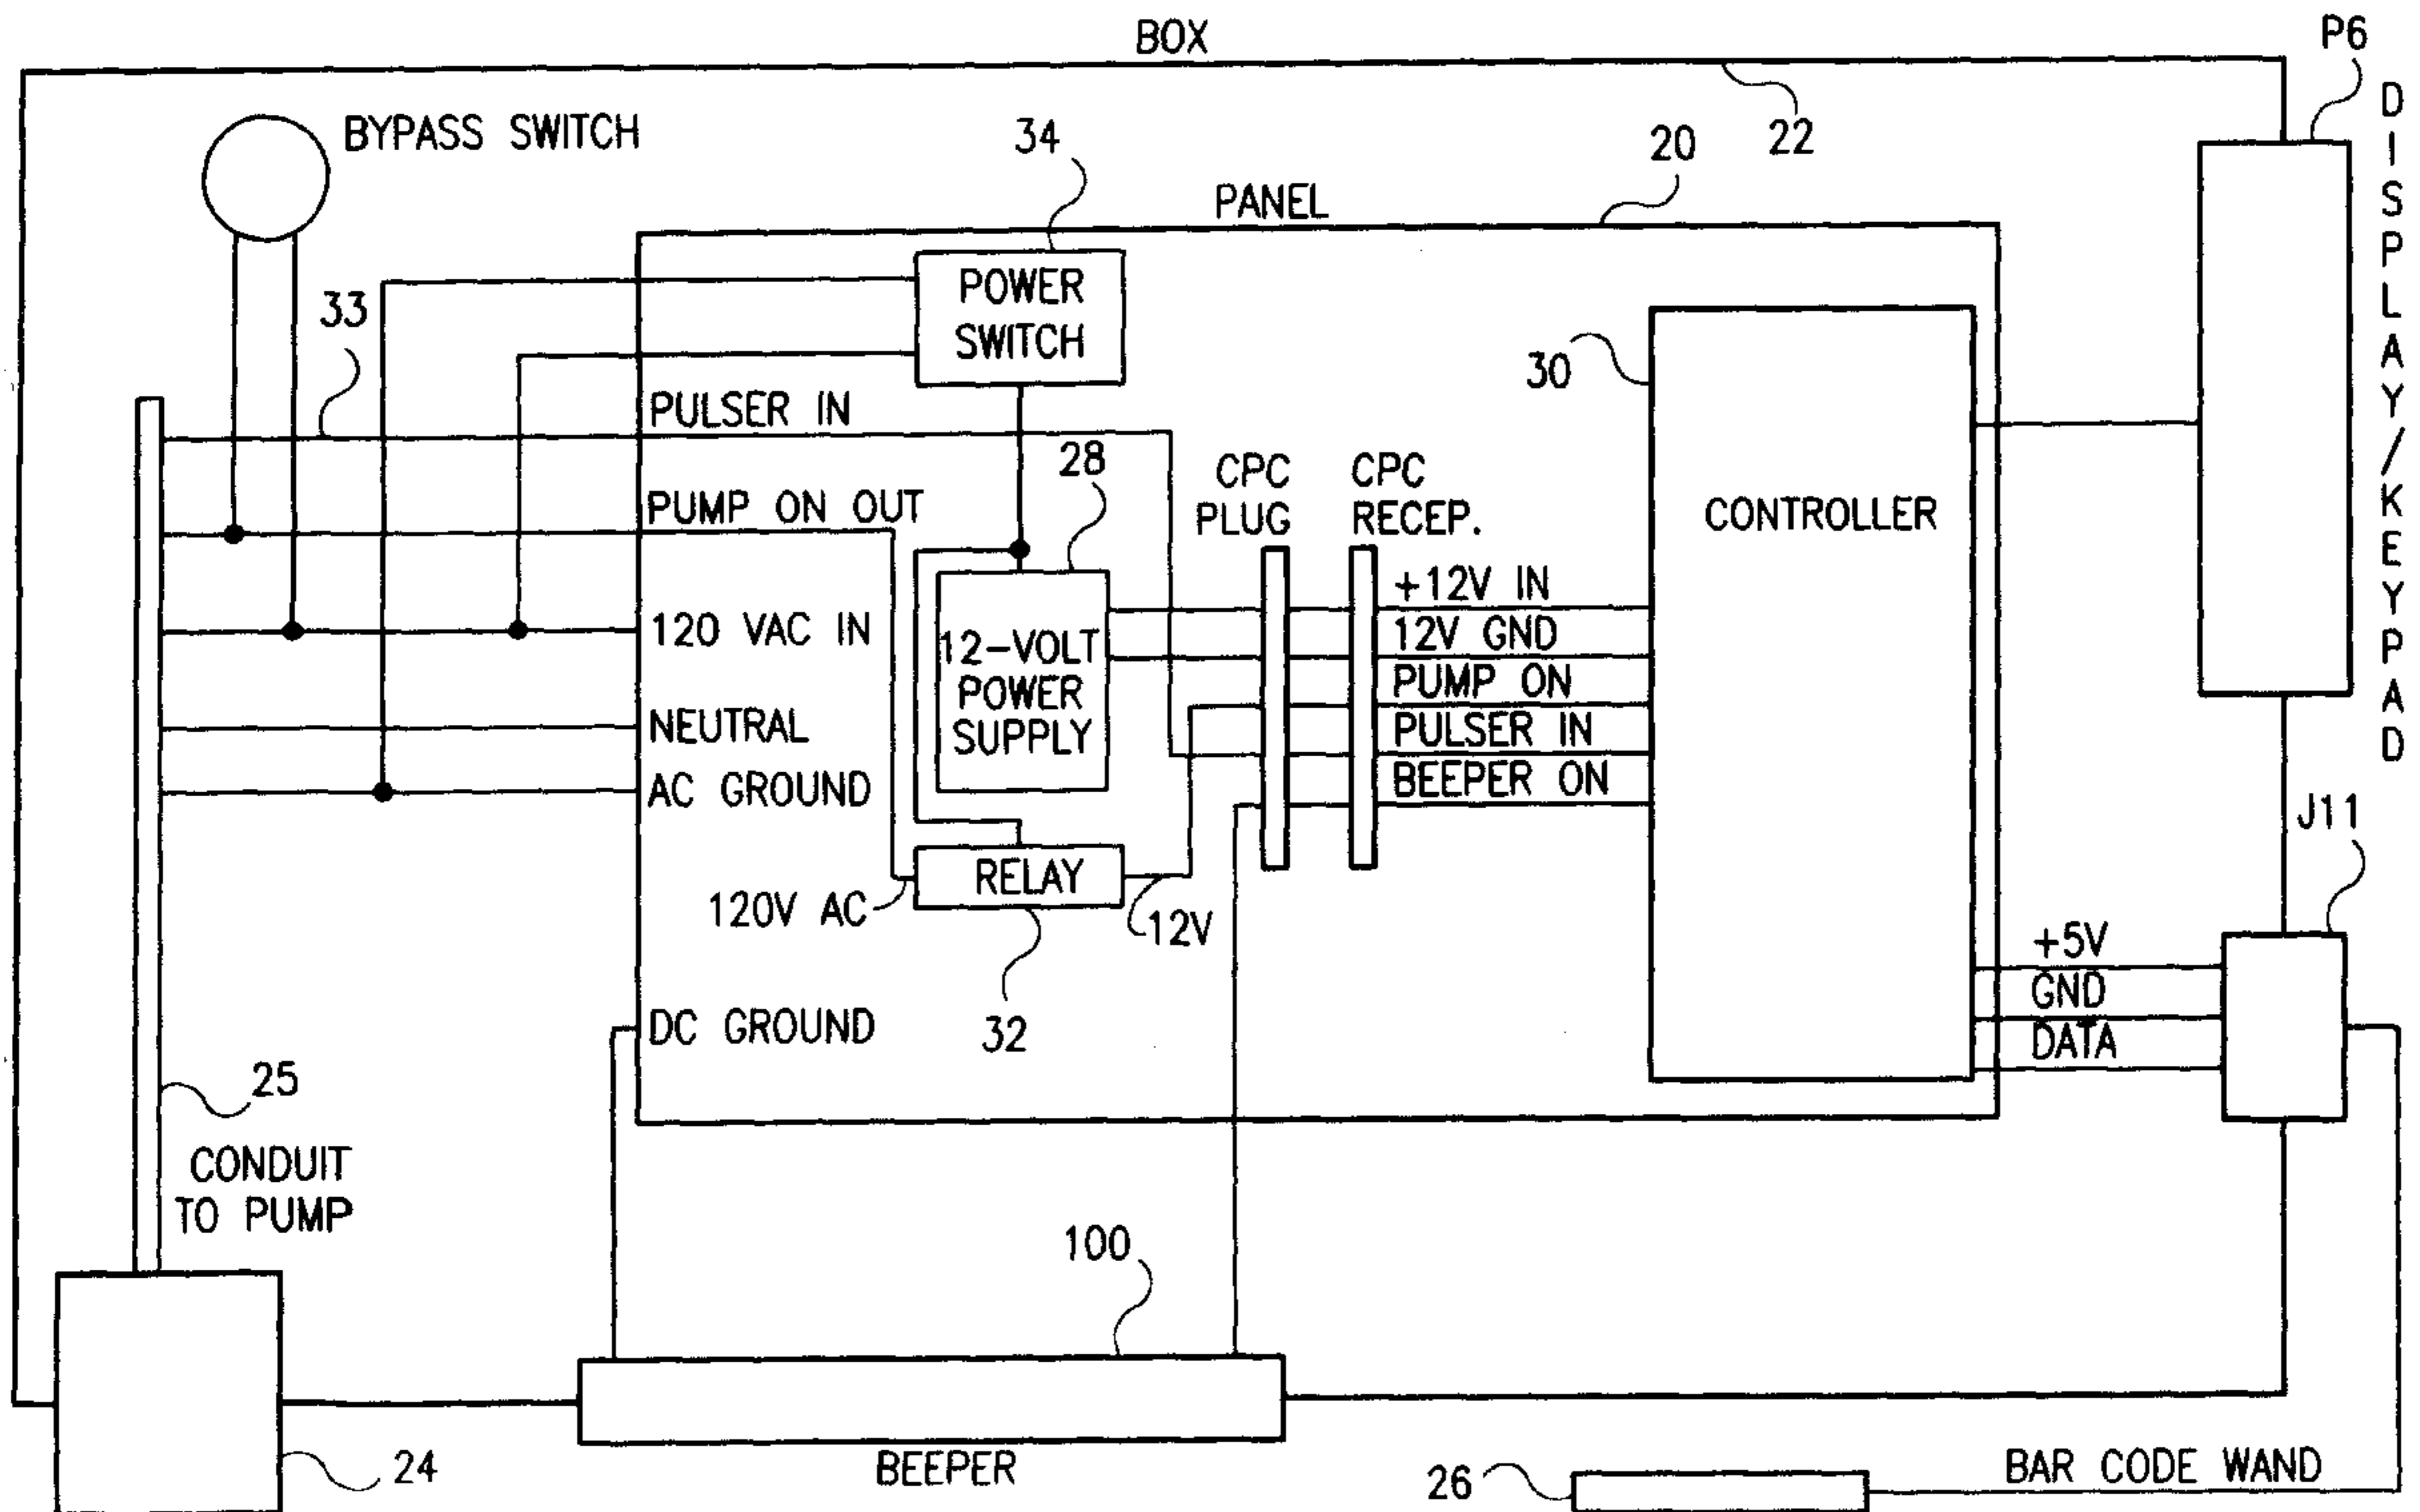 BOX
P6
DISPLAY/KEYPAD
BYPASS SWITCH
34
20
22
PANEL
33
POWER
SWITCH
30
PULSER IN
28
CPC
PLUG
CPC
RECEP.
PUMP ON OUT
CONTROLLER
+12V IN
120 VAC IN
12V GND
12-VOLT
POWER
SUPPLY
PUMP ON
NEUTRAL
PULSER IN
AC GROUND
BEEPER ON
J11
RELAY
120V AC
12V
+5V
GND
DATA
DC GROUND
32
25
CONDUIT
TO PUMP
100
24
BEEPER
26
BAR CODE WAND